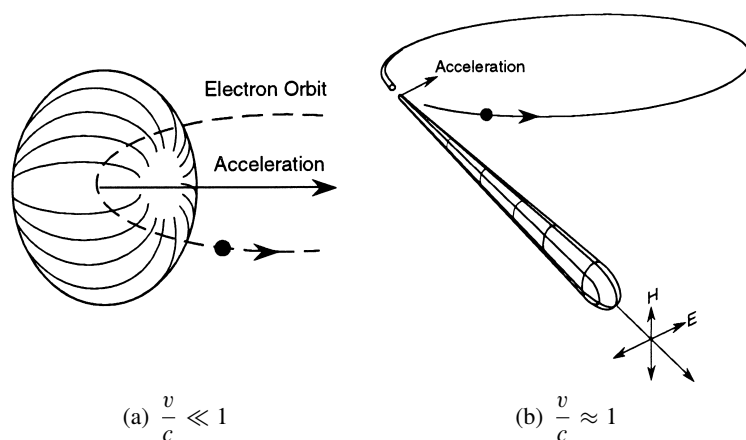 Electron Orbit
Acceleration
(a) v/c ≪ 1
Acceleration
H
E
(b) v/c ≈ 1